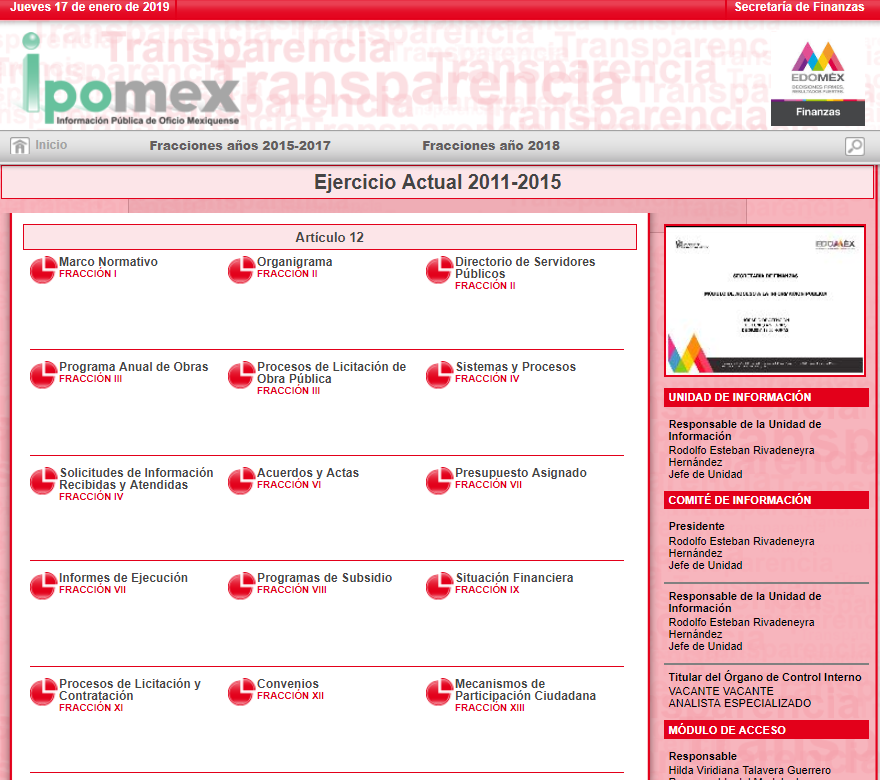 Jueves 17 de enero de 2019
Secretaría de Finanzas
ipomex
Información Pública de Oficio Mexiquense
Transparencia
EDOMÉX
DECISIONES FIRMES, RESULTADOS FUERTES.
Finanzas
Inicio
Fracciones años 2015-2017
Fracciones año 2018
Ejercicio Actual 2011-2015
Artículo 12
Marco Normativo
FRACCIÓN I
Organigrama
FRACCIÓN II
Directorio de Servidores
Públicos
FRACCIÓN II
Programa Anual de Obras
FRACCIÓN III
Procesos de Licitación de
Obra Pública
FRACCIÓN III
Sistemas y Procesos
FRACCIÓN IV
Solicitudes de Información
Recibidas y Atendidas
FRACCIÓN IV
Acuerdos y Actas
FRACCIÓN VI
Presupuesto Asignado
FRACCIÓN VII
Informes de Ejecución
FRACCIÓN VII
Programas de Subsidio
FRACCIÓN VIII
Situación Financiera
FRACCIÓN IX
Procesos de Licitación y
Contratación
FRACCIÓN XI
Convenios
FRACCIÓN XII
Mecanismos de
Participación Ciudadana
FRACCIÓN XIII
EDOMÉX
SECRETARIA DE FINANZAS
MÓDULO DE ACCESO A LA INFORMACIÓN PÚBLICA
UNIDAD DE INFORMACIÓN
Responsable de la Unidad de
Información
Rodolfo Esteban Rivadeneyra
Hernández
Jefe de Unidad
COMITÉ DE INFORMACIÓN
Presidente
Rodolfo Esteban Rivadeneyra
Hernández
Jefe de Unidad
Responsable de la Unidad de
Información
Rodolfo Esteban Rivadeneyra
Hernández
Jefe de Unidad
Titular del Órgano de Control Interno
VACANTE VACANTE
ANALISTA ESPECIALIZADO
MÓDULO DE ACCESO
Responsable
Hilda Viridiana Talavera Guerrero